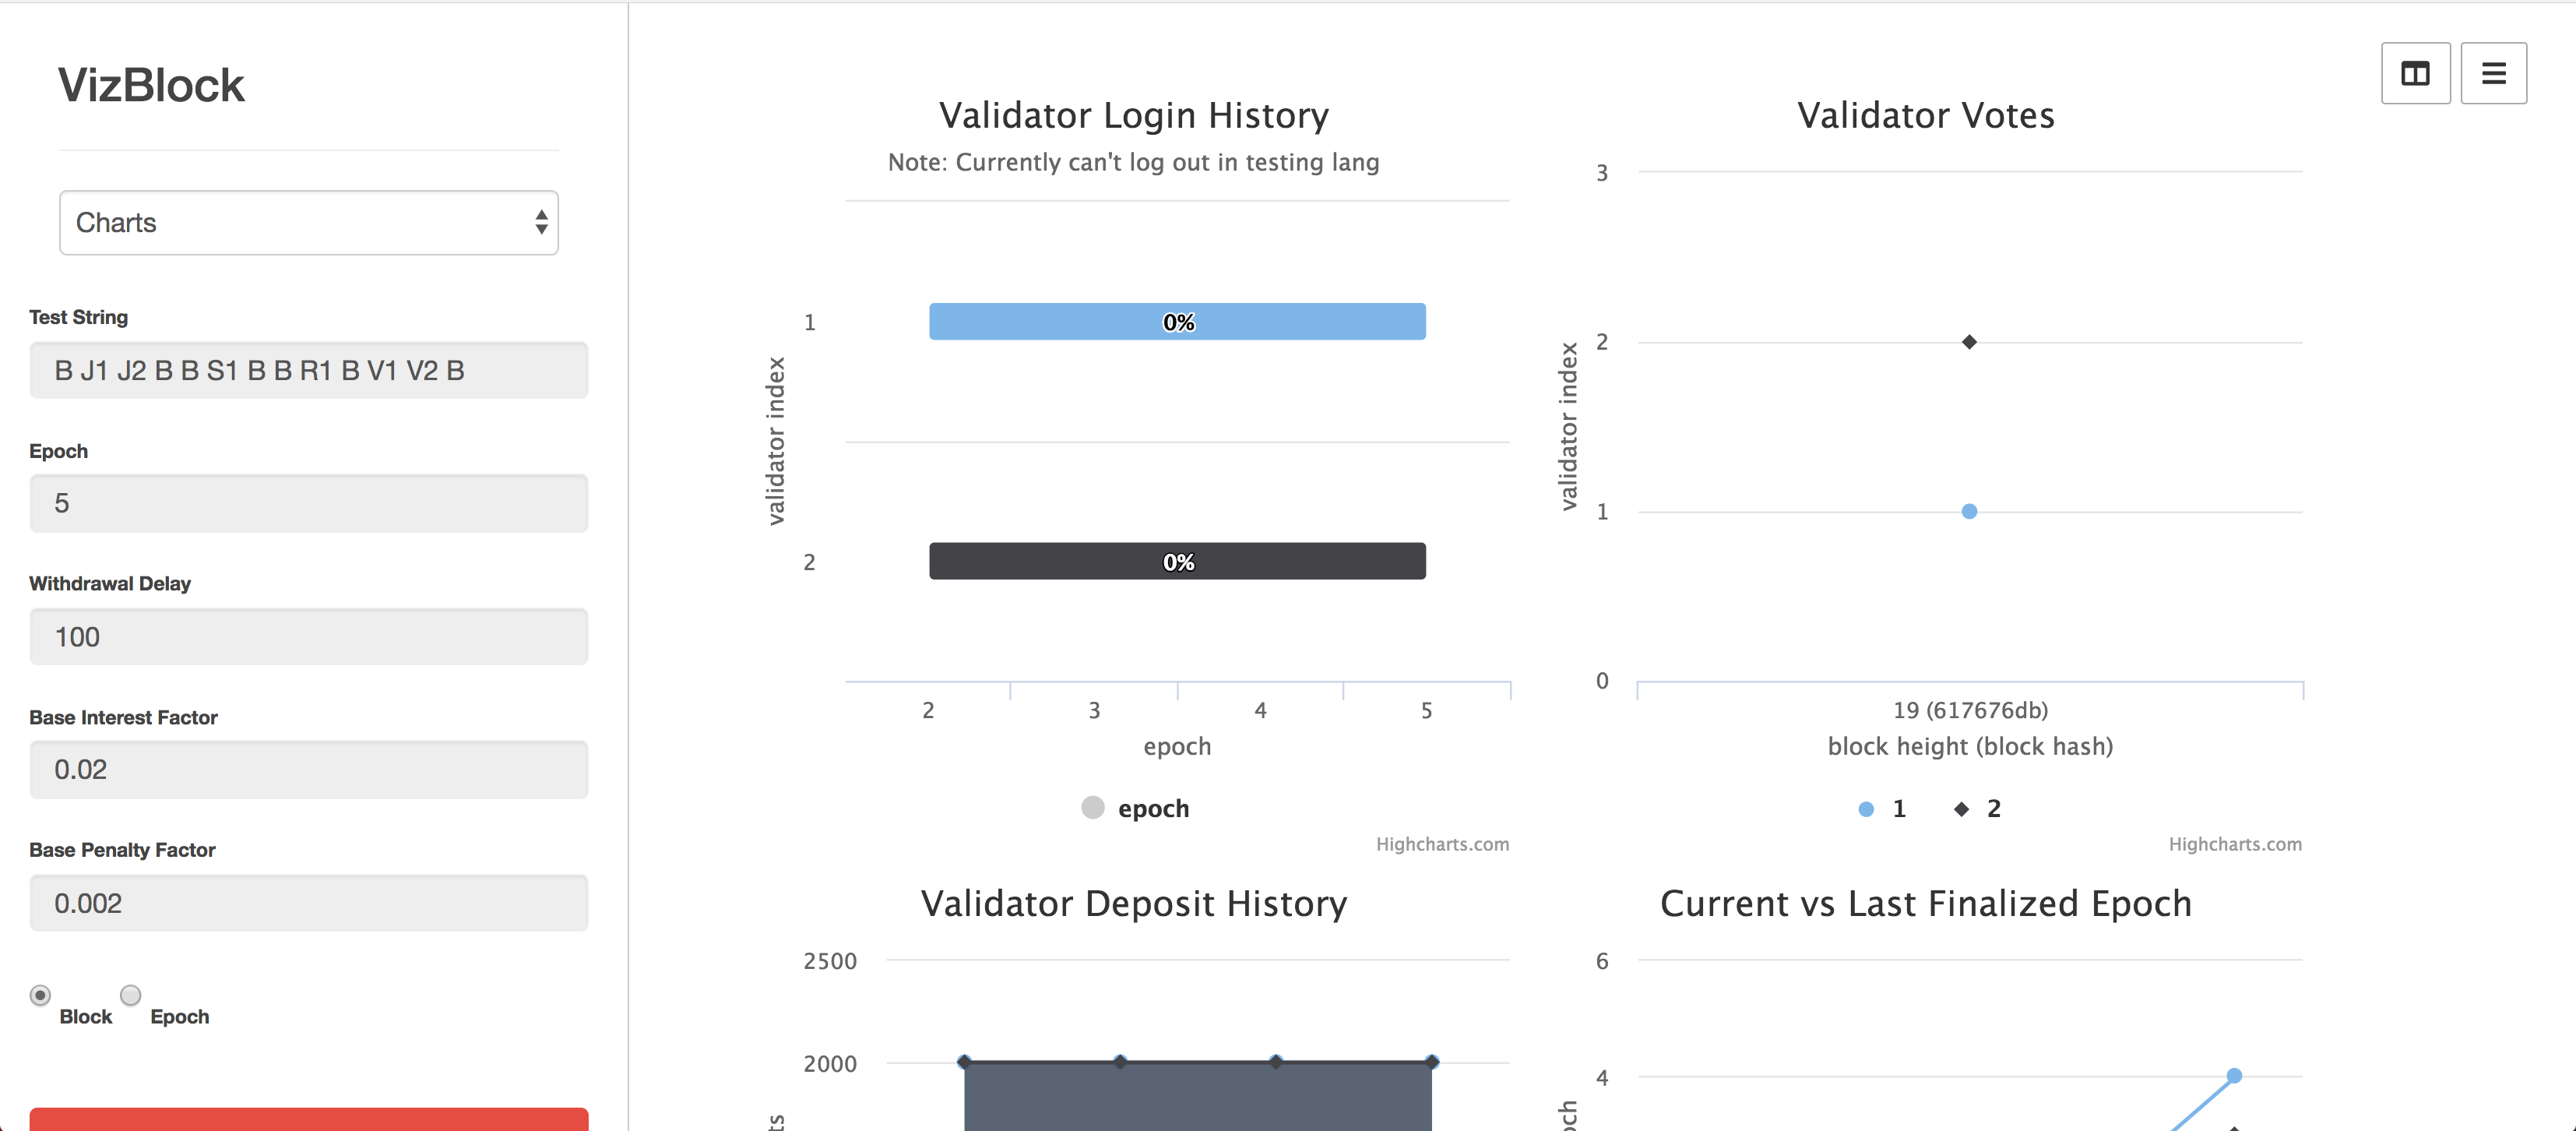 VizBlock
Charts
Test String
B J1 J2 B B S1 B B R1 B V1 V2 B
Epoch
5
Withdrawal Delay
100
Base Interest Factor
0.02
Base Penalty Factor
0.002
Block Epoch
Validator Login History
Note: Currently can't log out in testing lang
validator index
1
0%
2
0%
2 3 4 5
epoch
epoch
Highcharts.com
Validator Votes
validator index
3
2
1
0
19 (617676db)
block height (block hash)
1 2
Highcharts.com
Validator Deposit History
2500
2000
Current vs Last Finalized Epoch
6
4